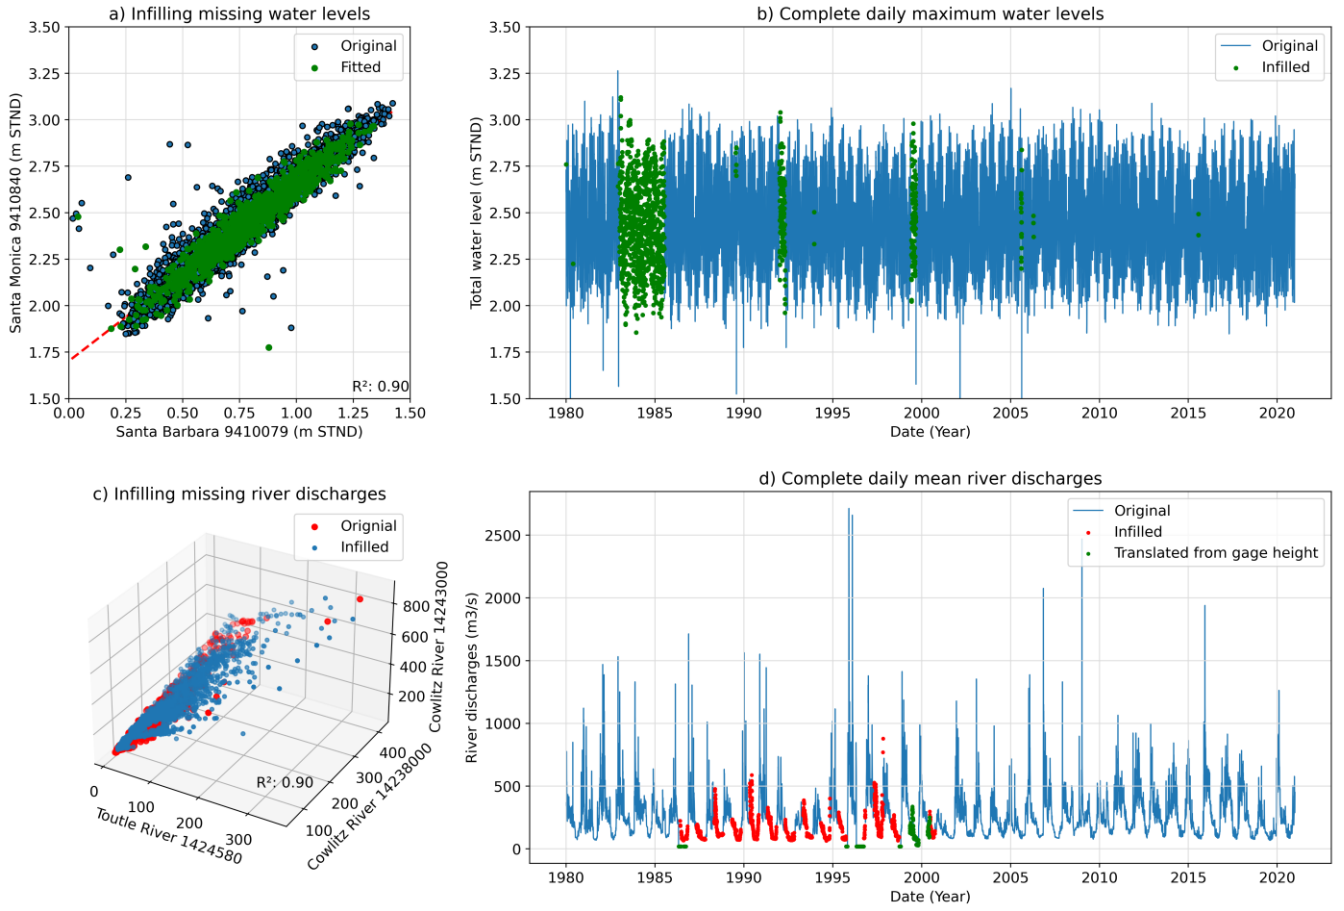 a) Infilling missing water levels
Santa Monica 9410840 (m STND)
3.50
3.25
3.00
2.75
2.50
2.25
2.00
1.75
1.50
Original
Fitted
R²: 0.90
0.00 0.25 0.50 0.75 1.00 1.25 1.50
Santa Barbara 9410079 (m STND)
b) Complete daily maximum water levels
Total water level (m STND)
3.50
3.25
3.00
2.75
2.50
2.25
2.00
1.75
1.50
Original
Infilled
1980 1985 1990 1995 2000 2005 2010 2015 2020
Date (Year)
c) Infilling missing river discharges
Orignial
Infilled
R²: 0.90
0 100 200 300
Toutle River 1424580
100 200 300 400
Cowlitz River 14238000
200 400 600 800
Cowlitz River 14243000
d) Complete daily mean river discharges
River discharges (m3/s)
2500
2000
1500
1000
500
0
Original
Infilled
Translated from gage height
1980 1985 1990 1995 2000 2005 2010 2015 2020
Date (Year)